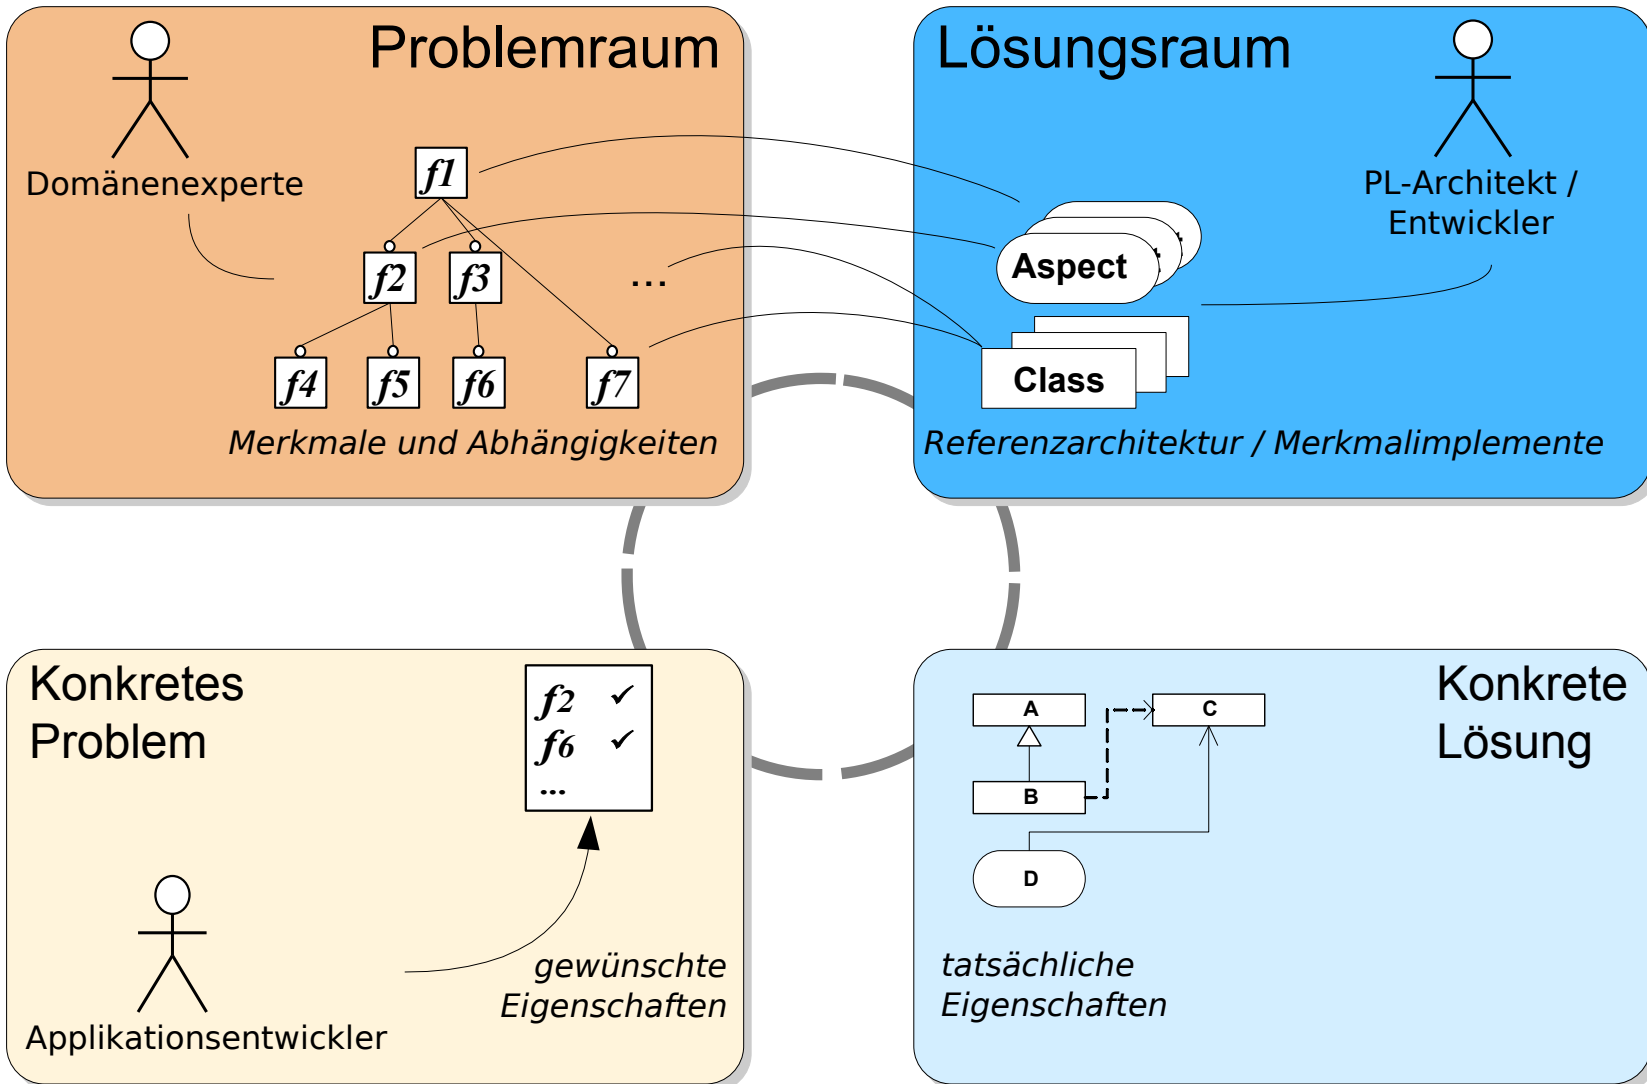 Problemraum
Domänenexperte
f1
f2
f3
...
f4
f5
f6
f7
Merkmale und Abhängigkeiten
Lösungsraum
PL-Architekt /
Entwickler
Aspect
Class
Referenzarchitektur / Merkmalimplemente
Konkretes
Problem
f2 ✓
f6 ✓
...
gewünschte
Eigenschaften
Applikationsentwickler
Konkrete
Lösung
A
C
B
D
tatsächliche
Eigenschaften